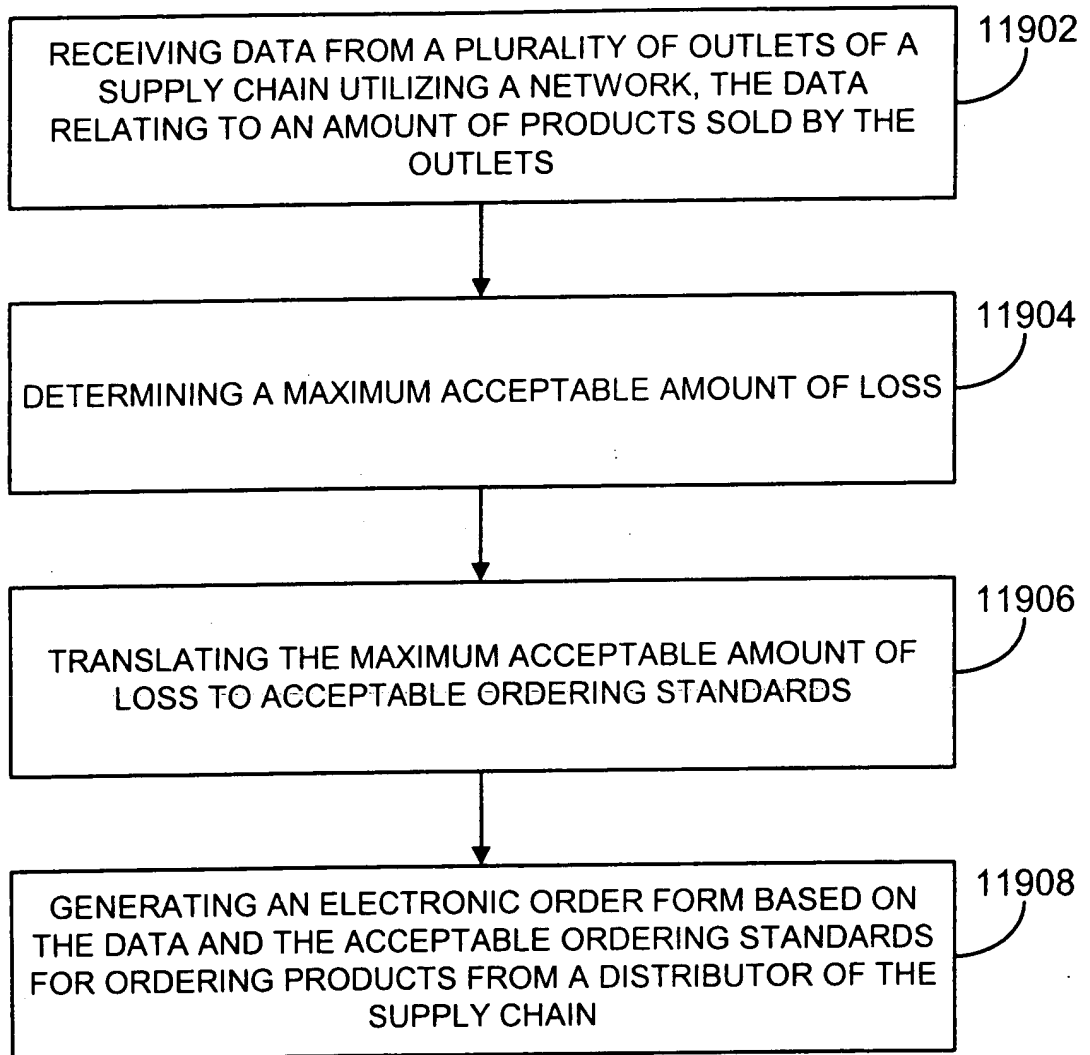 RECEIVING DATA FROM A PLURALITY OF OUTLETS OF A
SUPPLY CHAIN UTILIZING A NETWORK, THE DATA
RELATING TO AN AMOUNT OF PRODUCTS SOLD BY THE
OUTLETS
11902
DETERMINING A MAXIMUM ACCEPTABLE AMOUNT OF LOSS
11904
TRANSLATING THE MAXIMUM ACCEPTABLE AMOUNT OF
LOSS TO ACCEPTABLE ORDERING STANDARDS
11906
GENERATING AN ELECTRONIC ORDER FORM BASED ON
THE DATA AND THE ACCEPTABLE ORDERING STANDARDS
FOR ORDERING PRODUCTS FROM A DISTRIBUTOR OF THE
SUPPLY CHAIN
11908